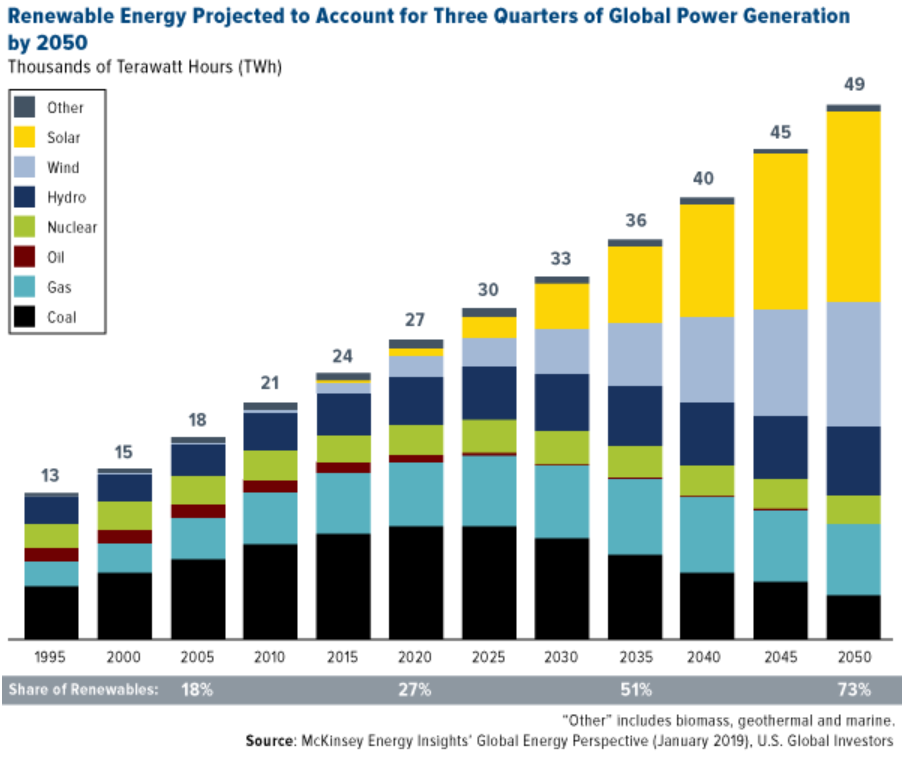 Renewable Energy Projected to Account for Three Quarters of Global Power Generation
by 2050
Thousands of Terawatt Hours (TWh)
Other
Solar
Wind
Hydro
Nuclear
Oil
Gas
Coal
13
15
18
21
24
27
30
33
36
40
45
49
1995 2000 2005 2010 2015 2020 2025 2030 2035 2040 2045 2050
Share of Renewables: 18% 27% 51% 73%
“Other” includes biomass, geothermal and marine.
Source: McKinsey Energy Insights’ Global Energy Perspective (January 2019), U.S. Global Investors